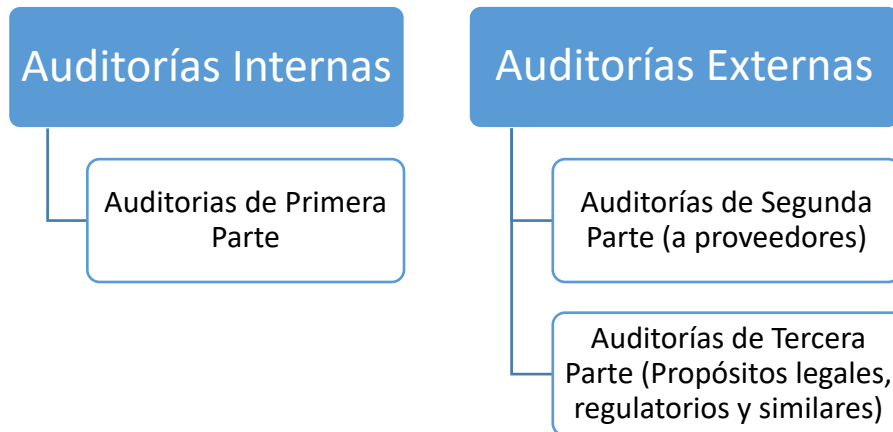 Auditorías Internas
Auditorias de Primera
Parte
Auditorías Externas
Auditorías de Segunda
Parte (a proveedores)
Auditorías de Tercera
Parte (Propósitos legales,
regulatorios y similares)